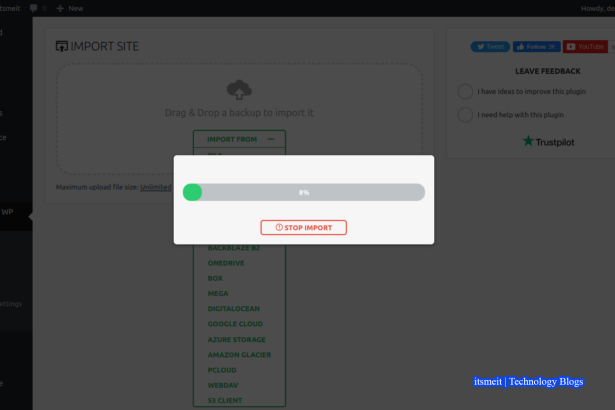 itsmeit 0 + New Howdy, de
IMPORT SITE
Tweet Follow 3K YouTube
LEAVE FEEDBACK
I have ideas to improve this plugin
I need help with this plugin
Trustpilot
Drag & Drop a backup to import it
IMPORT FROM
Maximum upload file size: Unlimited
WP
8%
STOP IMPORT
BACKBLAZE B2
ONEDRIVE
BOX
MEGA
DIGITALOCEAN
ettings
GOOGLE CLOUD
AZURE STORAGE
AMAZON GLACIER
PCLOUD
WEBDAV
S3 CLIENT
itsmeit | Technology Blogs